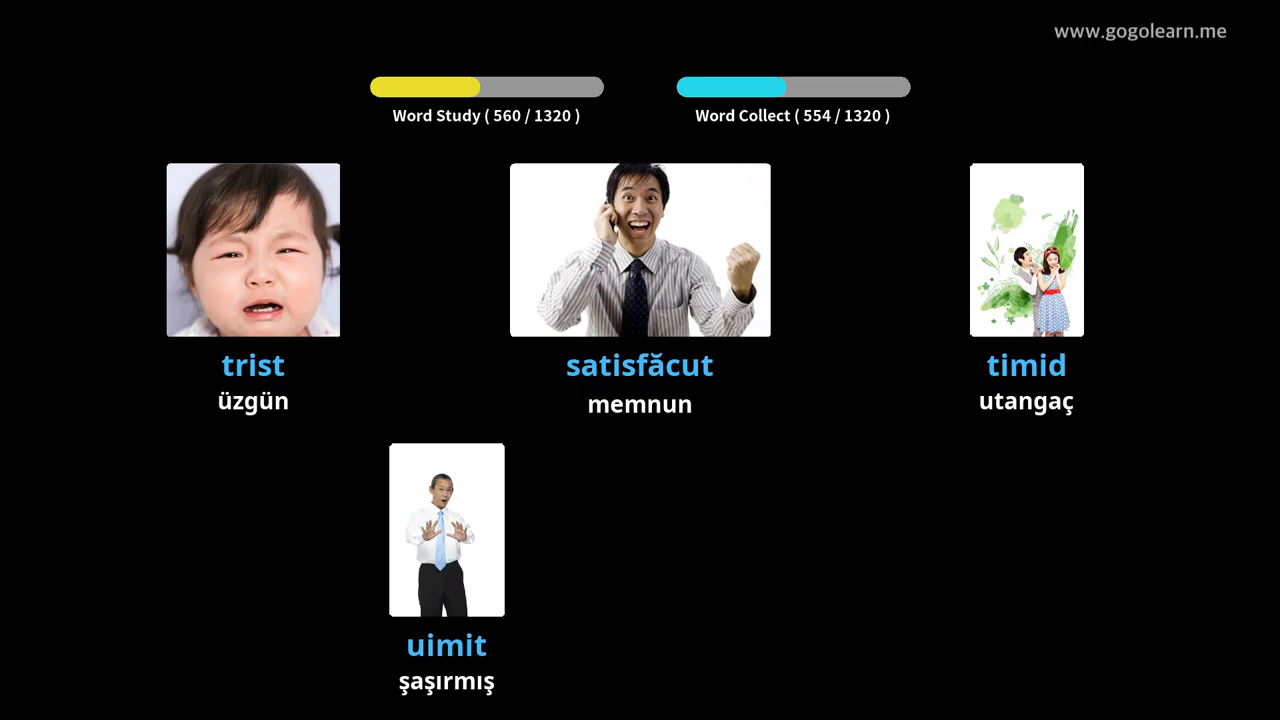 www.gogolearn.me
Word Study ( 560 / 1320 )
Word Collect ( 554 / 1320 )
trist
üzgün
satisfăcut
memnun
timid
utangaç
uimit
şaşırmış